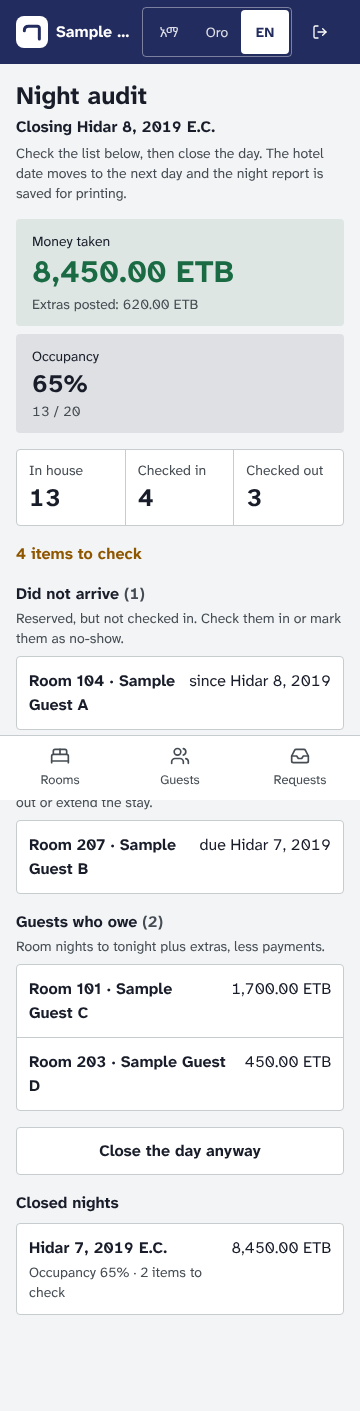 Sample ...
አማ
Oro
EN
Night audit
Closing Hidar 8, 2019 E.C.
Check the list below, then close the day. The hotel
date moves to the next day and the night report is
saved for printing.
Money taken
8,450.00 ETB
Extras posted: 620.00 ETB
Occupancy
65%
13 / 20
In house
13
Checked in
4
Checked out
3
4 items to check
Did not arrive (1)
Reserved, but not checked in. Check them in or mark
them as no-show.
Room 104 · Sample
Guest A
since Hidar 8, 2019
Rooms
Guests
Requests
out or extend the stay.
Room 207 · Sample
Guest B
due Hidar 7, 2019
Guests who owe (2)
Room nights to tonight plus extras, less payments.
Room 101 · Sample
Guest C
1,700.00 ETB
Room 203 · Sample Guest
D
450.00 ETB
Close the day anyway
Closed nights
Hidar 7, 2019 E.C.
8,450.00 ETB
Occupancy 65% · 2 items to
check